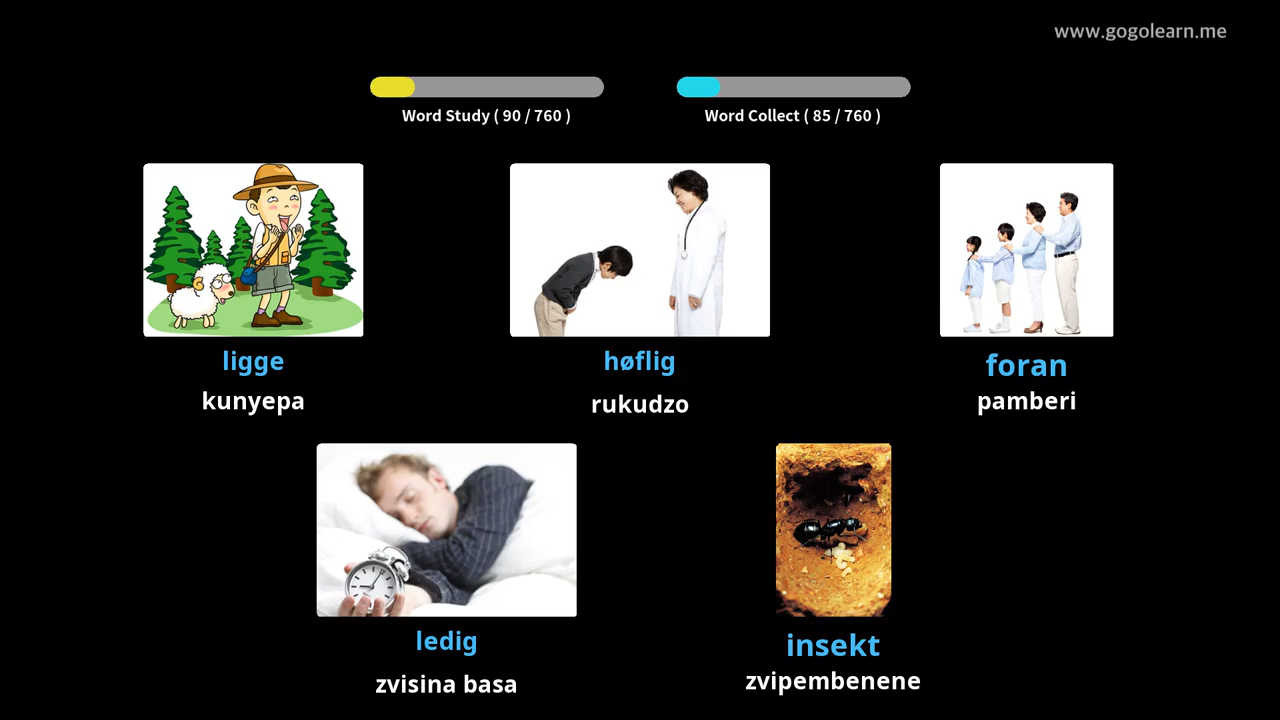 www.gogolearn.me
Word Study ( 90 / 760 )
Word Collect ( 85 / 760 )
ligge
kunyepa
høflig
rukudzo
foran
pamberi
ledig
zvisina basa
insekt
zvipembenene